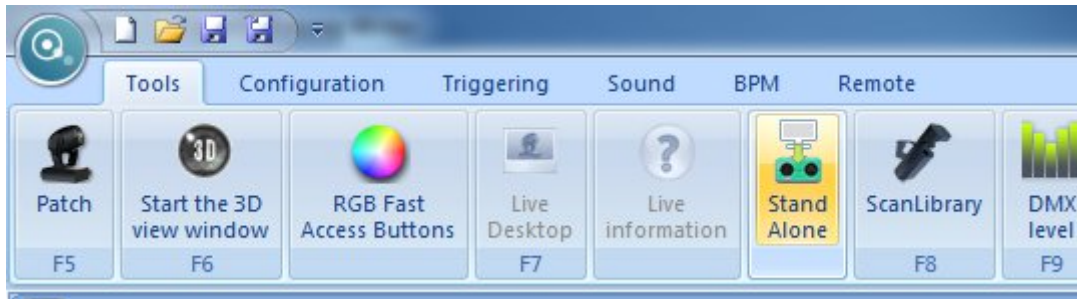 Tools Configuration Triggering Sound BPM Remote
3D
Patch
Start the 3D
view window
RGB Fast
Access Buttons
Live
Desktop
Live
information
Stand
Alone
ScanLibrary
DMX
level
F5 F6 F7 F8 F9